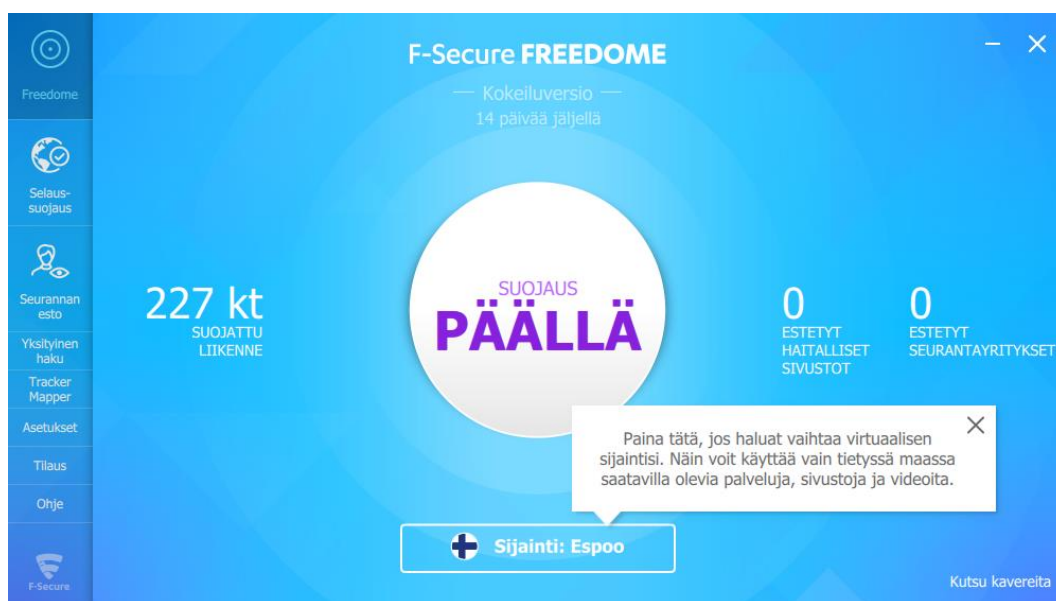 Freedome
Selaus-
suojaus
Seurannan
esto
Yksityinen
haku
Tracker
Mapper
Asetukset
Tilaus
Ohje
F-Secure
F-Secure FREEDOME
— Kokeiluversio —
14 päivää jäljellä
227 kt
SUOJATTU
LIIKENNE
SUOJAUS
PÄÄLLÄ
0
ESTETYT
HAITALLISET
SIVUSTOT
0
ESTETYT
SEURANTAYRITYKSET
Paina tätä, jos haluat vaihtaa virtuaalisen
sijaintisi. Näin voit käyttää vain tietyssä maassa
saatavilla olevia palveluja, sivustoja ja videoita.
Sijainti: Espoo
Kutsu kavereita